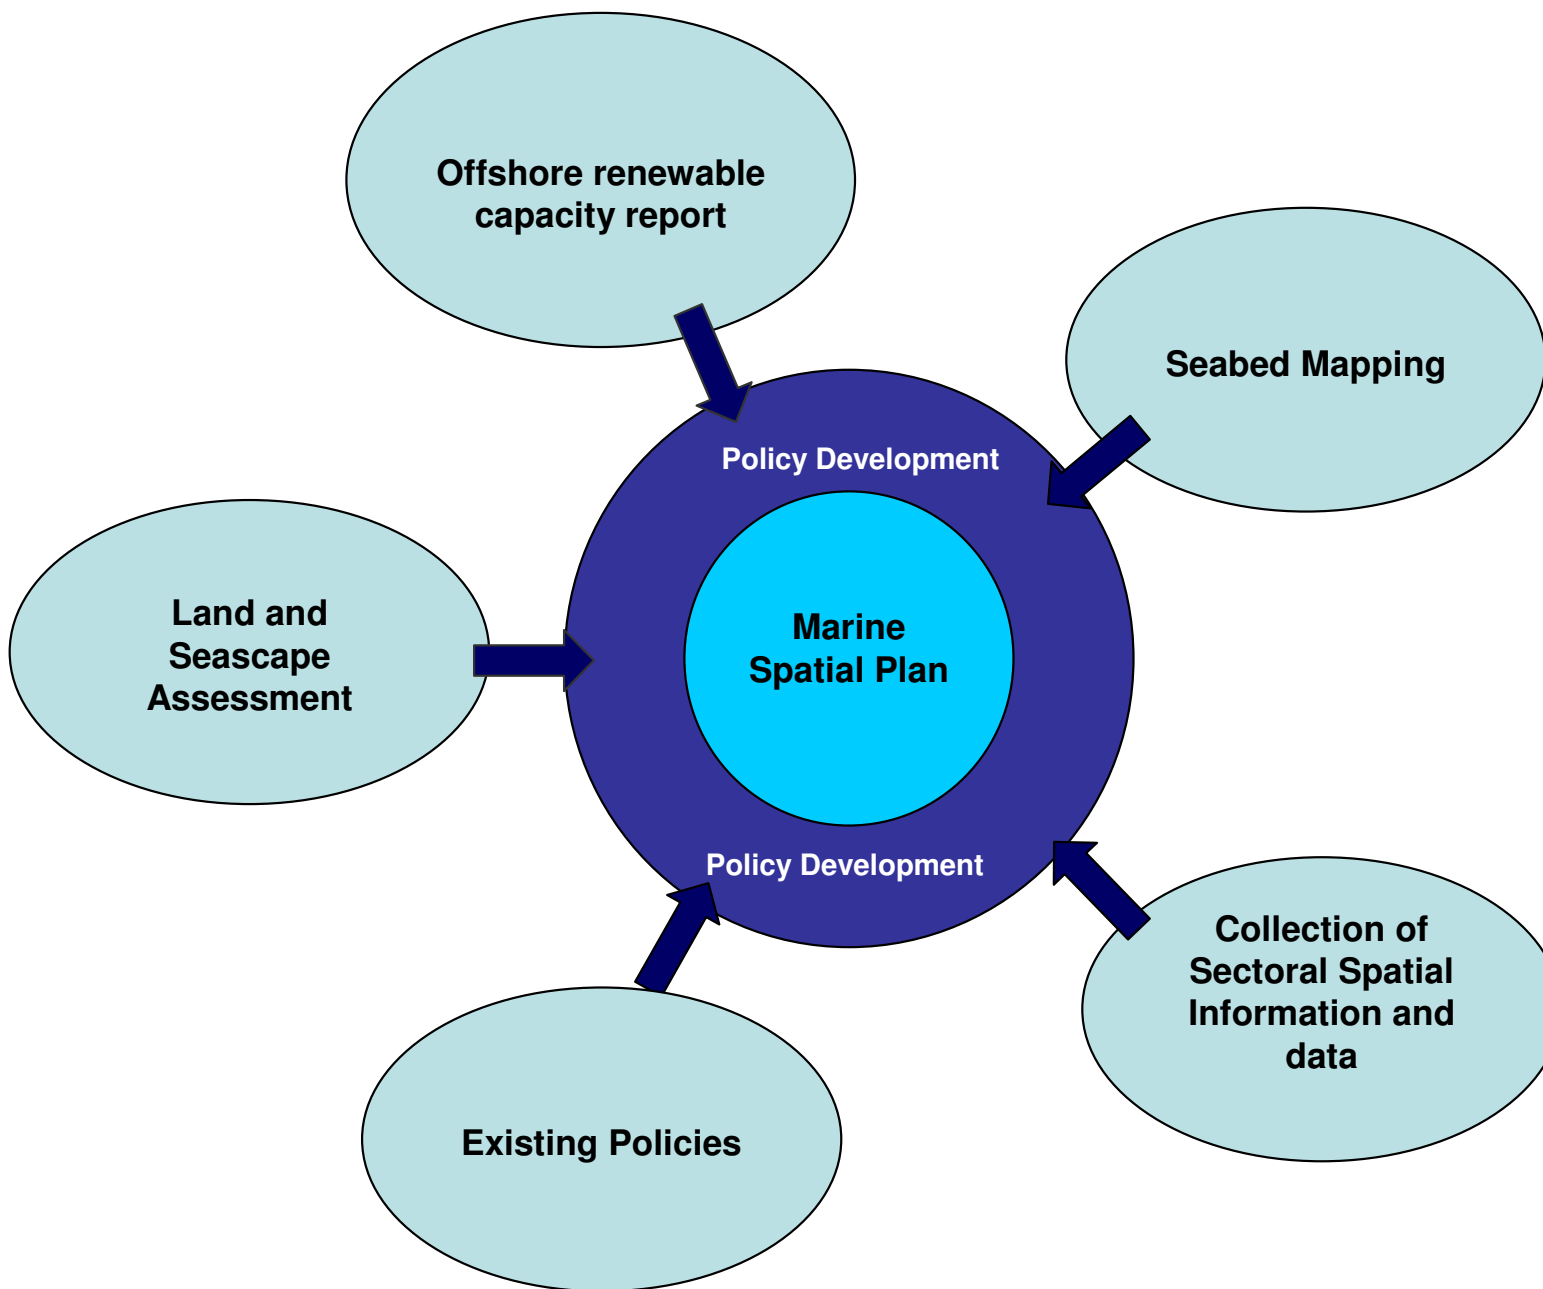 Offshore renewable
capacity report
Seabed Mapping
Policy Development
Land and
Seascape
Assessment
Marine
Spatial Plan
Policy Development
Collection of
Sectoral Spatial
Information and
data
Existing Policies